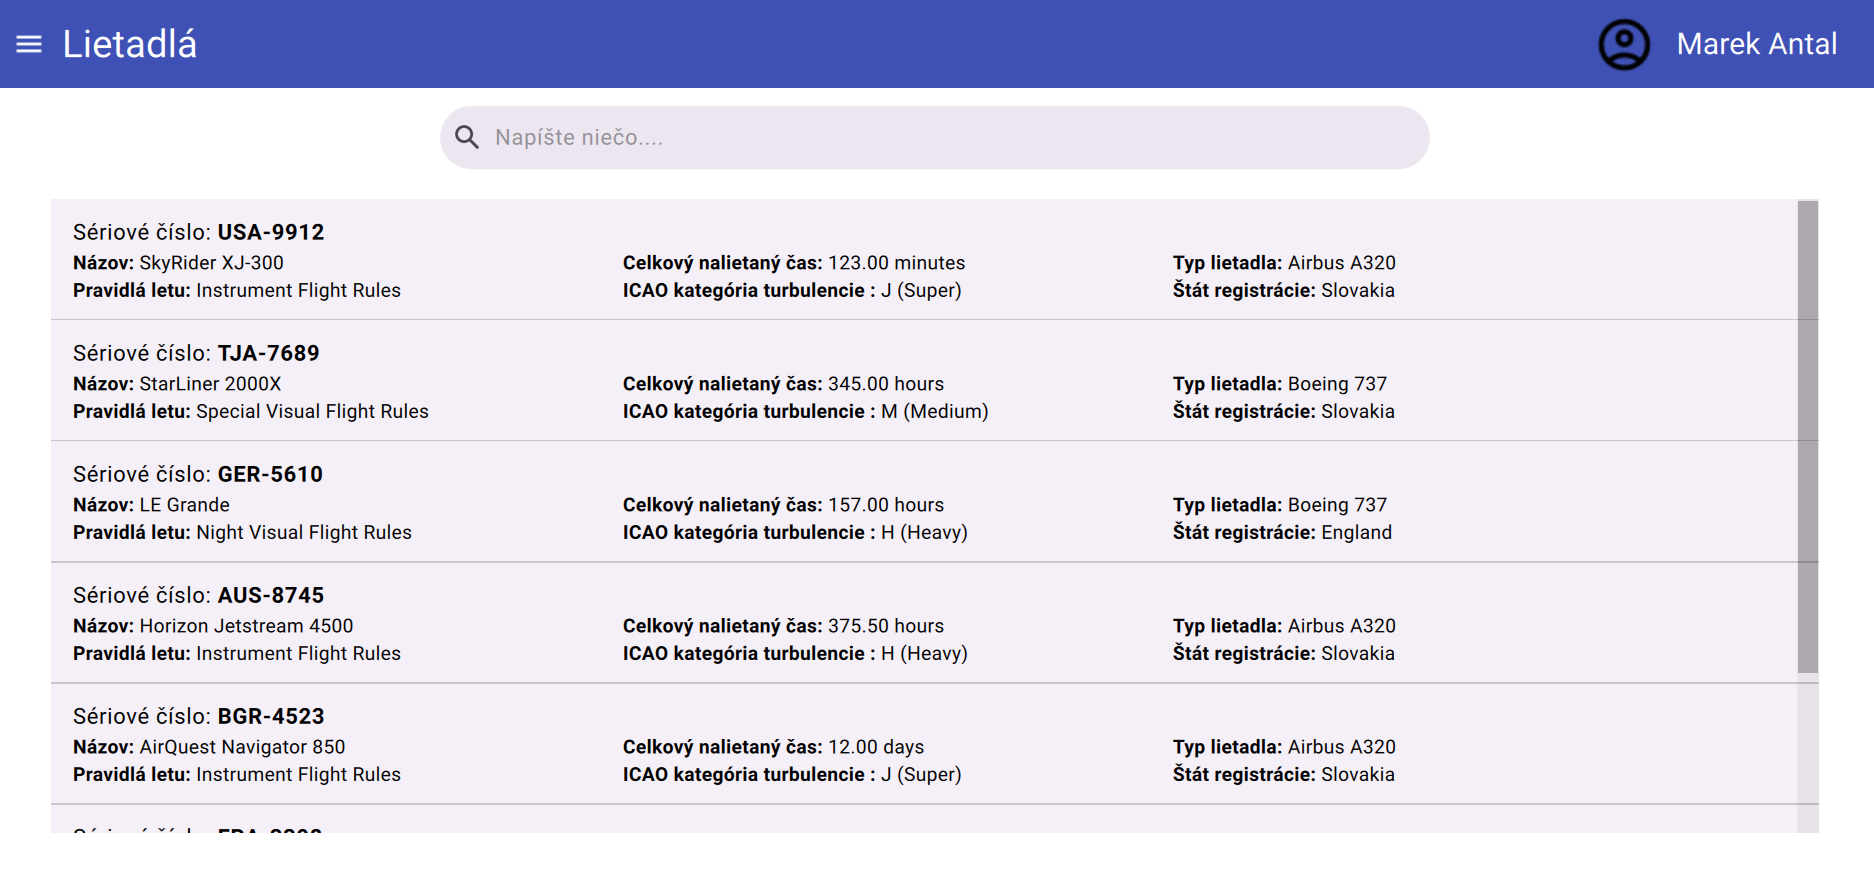 Lietadlá
Marek Antal
Napíšte niečo....
Sériové číslo: USA-9912
Názov: SkyRider XJ-300 Celkový nalietaný čas: 123.00 minutes Typ lietadla: Airbus A320
Pravidlá letu: Instrument Flight Rules ICAO kategória turbulencie : J (Super) Štát registrácie: Slovakia
Sériové číslo: TJA-7689
Názov: StarLiner 2000X Celkový nalietaný čas: 345.00 hours Typ lietadla: Boeing 737
Pravidlá letu: Special Visual Flight Rules ICAO kategória turbulencie : M (Medium) Štát registrácie: Slovakia
Sériové číslo: GER-5610
Názov: LE Grande Celkový nalietaný čas: 157.00 hours Typ lietadla: Boeing 737
Pravidlá letu: Night Visual Flight Rules ICAO kategória turbulencie : H (Heavy) Štát registrácie: England
Sériové číslo: AUS-8745
Názov: Horizon Jetstream 4500 Celkový nalietaný čas: 375.50 hours Typ lietadla: Airbus A320
Pravidlá letu: Instrument Flight Rules ICAO kategória turbulencie : H (Heavy) Štát registrácie: Slovakia
Sériové číslo: BGR-4523
Názov: AirQuest Navigator 850 Celkový nalietaný čas: 12.00 days Typ lietadla: Airbus A320
Pravidlá letu: Instrument Flight Rules ICAO kategória turbulencie : J (Super) Štát registrácie: Slovakia
Sériové číslo: